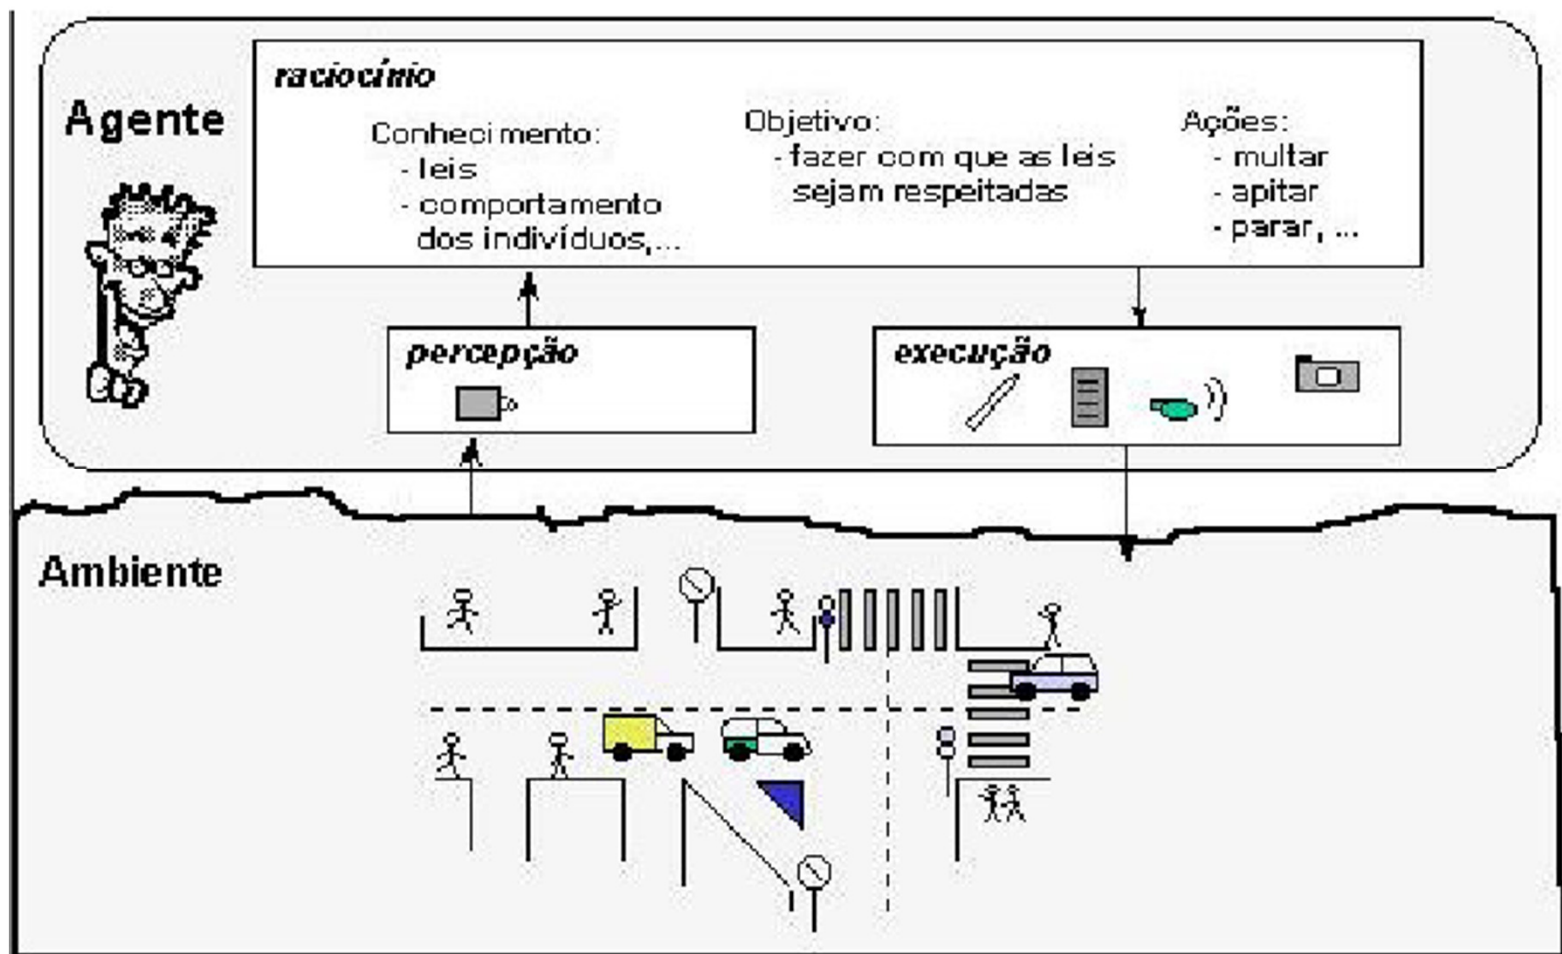 raciocínio
Agente
Conhecimento:
- leis
- comportamento
dos indivíduos,...
Objetivo:
- fazer com que as leis
sejam respeitadas
Ações:
- multar
- apitar
- parar, ...
percepção
execução
Ambiente